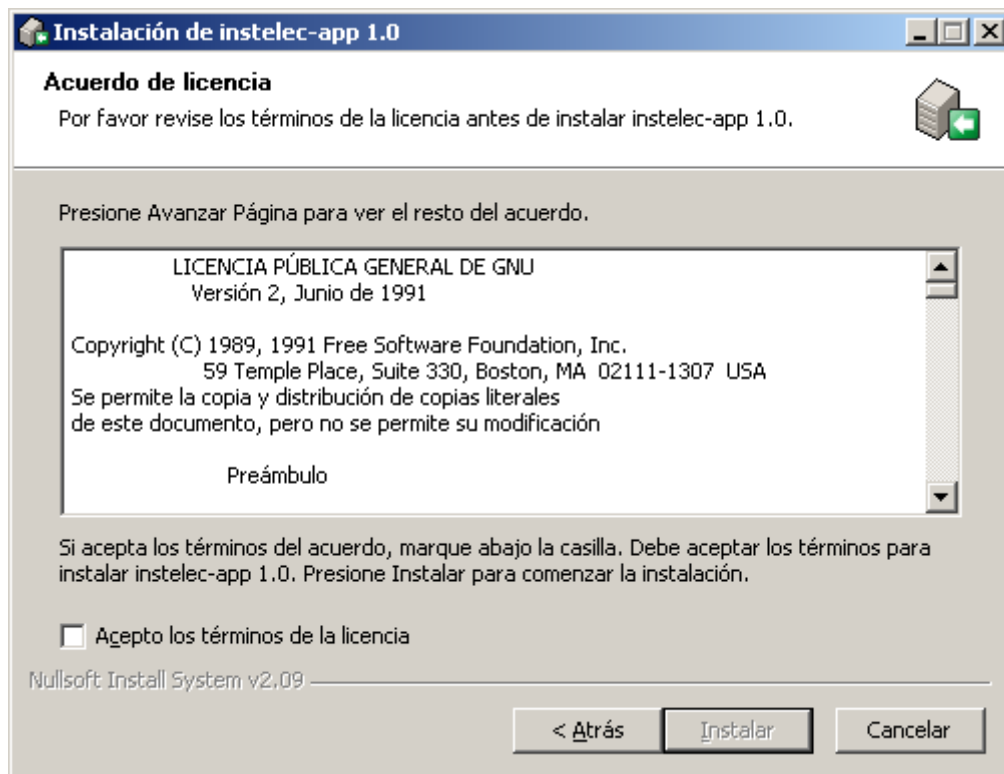 Instalación de instelec-app 1.0
Acuerdo de licencia
Por favor revise los términos de la licencia antes de instalar instelec-app 1.0.
Presione Avanzar Página para ver el resto del acuerdo.
LICENCIA PÚBLICA GENERAL DE GNU
Versión 2, Junio de 1991
Copyright (C) 1989, 1991 Free Software Foundation, Inc.
59 Temple Place, Suite 330, Boston, MA  02111-1307  USA
Se permite la copia y distribución de copias literales
de este documento, pero no se permite su modificación
Preámbulo
Si acepta los términos del acuerdo, marque abajo la casilla. Debe aceptar los términos para
instalar instelec-app 1.0. Presione Instalar para comenzar la instalación.
Acepto los términos de la licencia
Nullsoft Install System v2.09
< Atrás Instalar Cancelar